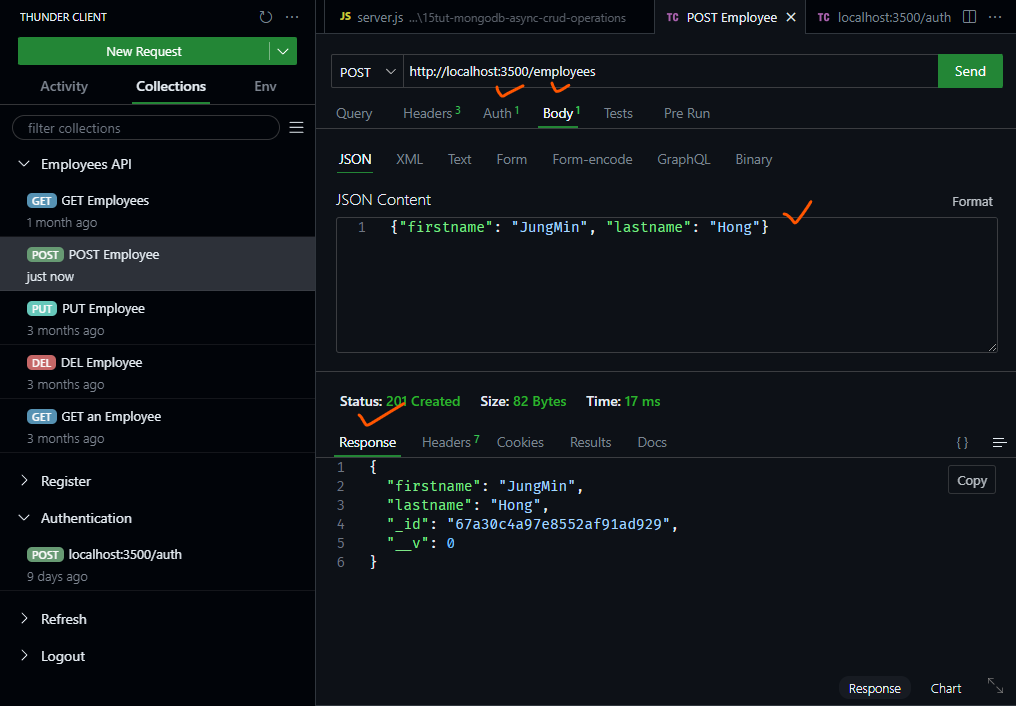 THUNDER CLIENT
New Request
Activity Collections Env
filter collections
Employees API
GET GET Employees
1 month ago
POST POST Employee
just now
PUT PUT Employee
3 months ago
DEL DEL Employee
3 months ago
GET GET an Employee
3 months ago
Register
Authentication
POST localhost:3500/auth
9 days ago
Refresh
Logout
JS server.js ...\15tut-mongodb-async-crud-operations TC POST Employee TC localhost:3500/auth
POST http://localhost:3500/employees Send
Query Headers 3 Auth 1 Body 1 Tests Pre Run
JSON XML Text Form Form-encode GraphQL Binary
JSON Content Format
1 {"firstname": "JungMin", "lastname": "Hong"}
Status: 201 Created Size: 82 Bytes Time: 17 ms
Response Headers 7 Cookies Results Docs { }
1 {
2 "firstname": "JungMin",
3 "lastname": "Hong",
4 "_id": "67a30c4a97e8552af91ad929",
5 "__v": 0
6 }
Copy
Response Chart